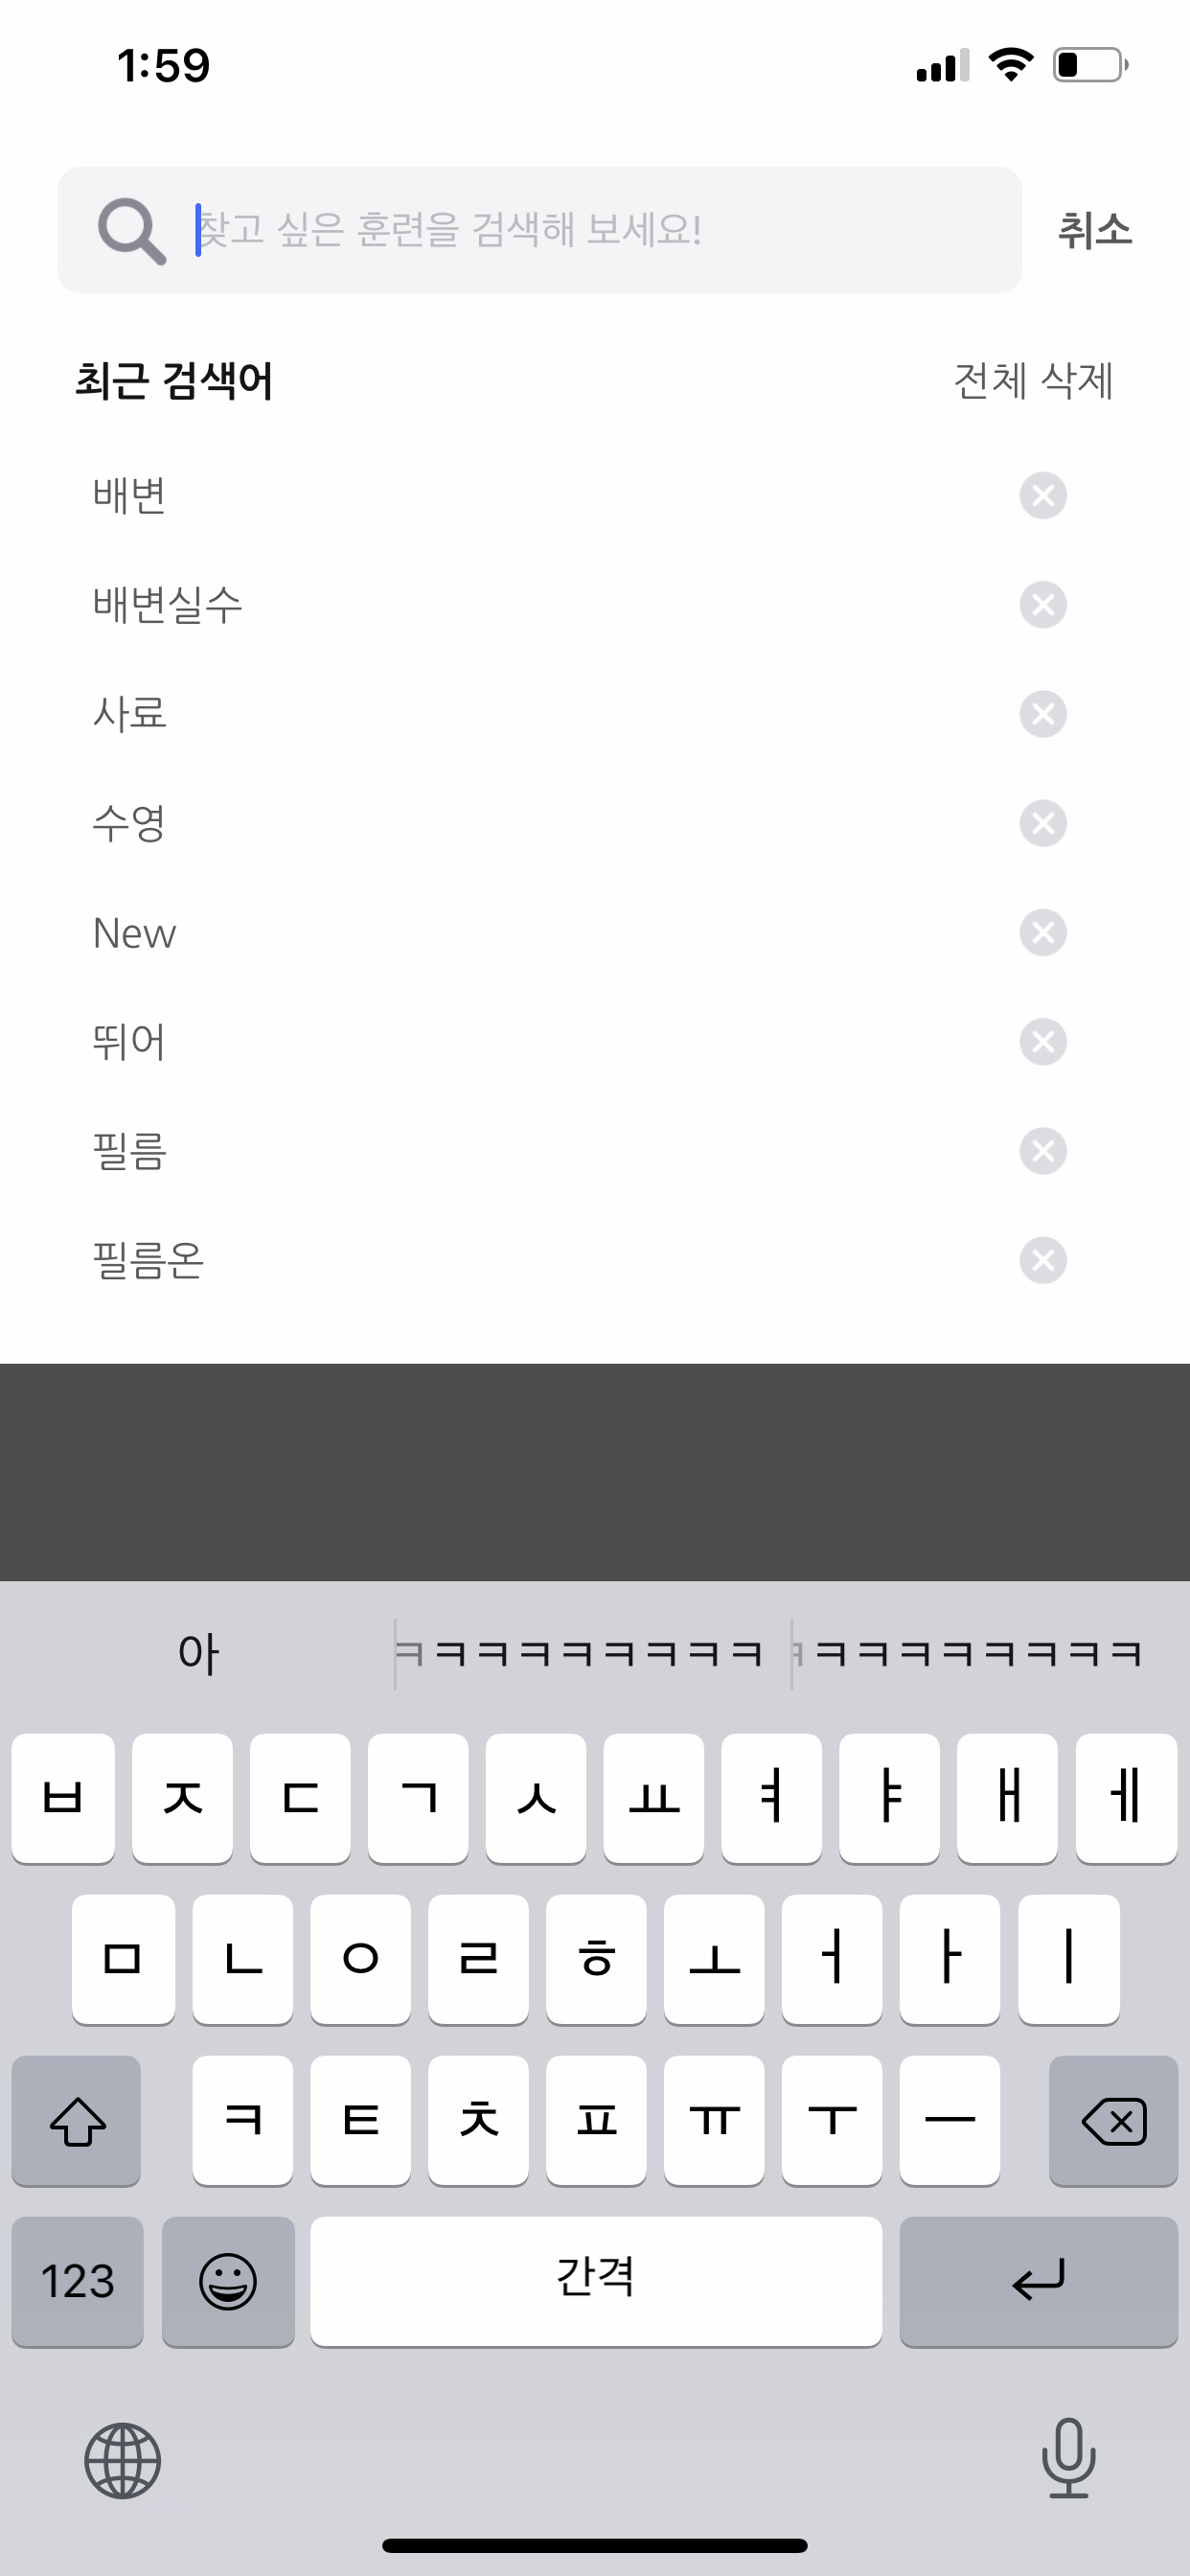 1:59
찾고 싶은 훈련을 검색해 보세요!
취소
최근 검색어 전체 삭제
배변
배변실수
사료
수영
New
뛰어
필름
필름온
아 ㅋㅋㅋㅋㅋㅋㅋㅋㅋ ㅋㅋㅋㅋㅋㅋㅋㅋㅋ
ㅂ ㅈ ㄷ ㄱ ㅅ ㅛ ㅕ ㅑ ㅐ ㅔ
ㅁ ㄴ ㅇ ㄹ ㅎ ㅗ ㅓ ㅏ ㅣ
ㅋ ㅌ ㅊ ㅍ ㅠ ㅜ ㅡ
123 간격